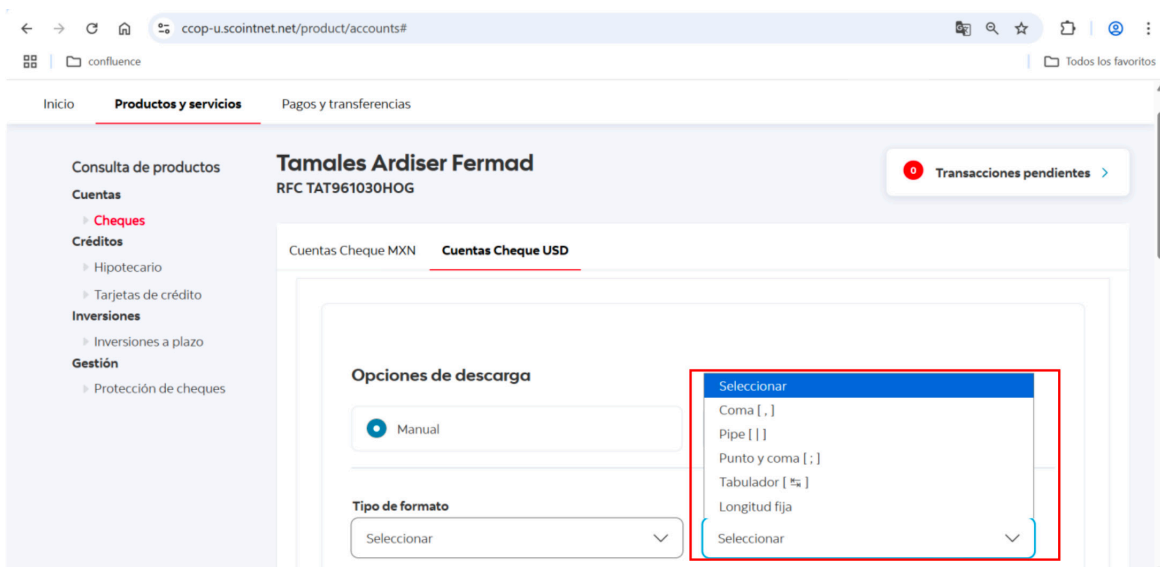 ccop-u.scointnet.net/product/accounts#
confluence
Todos los favoritos
Inicio
Productos y servicios
Pagos y transferencias
Consulta de productos
Cuentas
Cheques
Créditos
Hipotecario
Tarjetas de crédito
Inversiones
Inversiones a plazo
Gestión
Protección de cheques
Tamales Ardiser Fermad
RFC TAT961030HOG
0 Transacciones pendientes
Cuentas Cheque MXN
Cuentas Cheque USD
Opciones de descarga
Manual
Tipo de formato
Seleccionar
Seleccionar
Coma [ , ]
Pipe [ | ]
Punto y coma [ ; ]
Tabulador [ ↹ ]
Longitud fija
Seleccionar